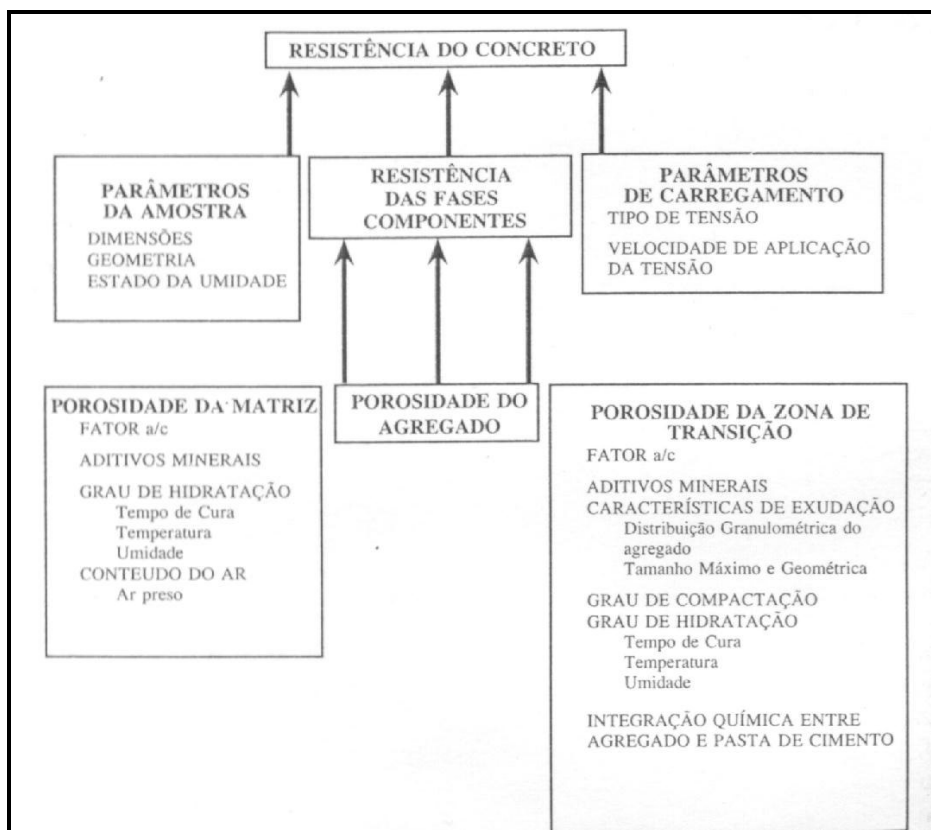 RESISTÊNCIA DO CONCRETO
PARÂMETROS
DA AMOSTRA
DIMENSÕES
GEOMETRIA
ESTADO DA UMIDADE
RESISTÊNCIA
DAS FASES
COMPONENTES
PARÂMETROS
DE CARREGAMENTO
TIPO DE TENSÃO
VELOCIDADE DE APLICAÇÃO
DA TENSÃO
POROSIDADE DA MATRIZ
FATOR a/c
ADITIVOS MINERAIS
GRAU DE HIDRATAÇÃO
Tempo de Cura
Temperatura
Umidade
CONTEUDO DO AR
Ar preso
POROSIDADE DO
AGREGADO
POROSIDADE DA ZONA DE
TRANSIÇÃO
FATOR a/c
ADITIVOS MINERAIS
CARACTERÍSTICAS DE EXUDAÇÃO
Distribuição Granulométrica do
agregado
Tamanho Máximo e Geométrica
GRAU DE COMPACTAÇÃO
GRAU DE HIDRATAÇÃO
Tempo de Cura
Temperatura
Umidade
INTEGRAÇÃO QUÍMICA ENTRE
AGREGADO E PASTA DE CIMENTO